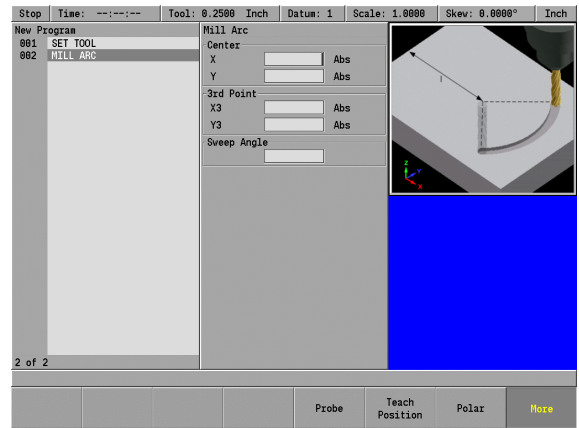 Stop Time: --:--:-- Tool: 0.2500 Inch Datum: 1 Scale: 1.0000 Skew: 0.0000° Inch
New Program
001 SET TOOL
002 MILL ARC
2 of 2
Mill Arc
Center
X Abs
Y Abs
3rd Point
X3 Abs
Y3 Abs
Sweep Angle
I
Z
Y
X
Probe
Teach
Position
Polar
More